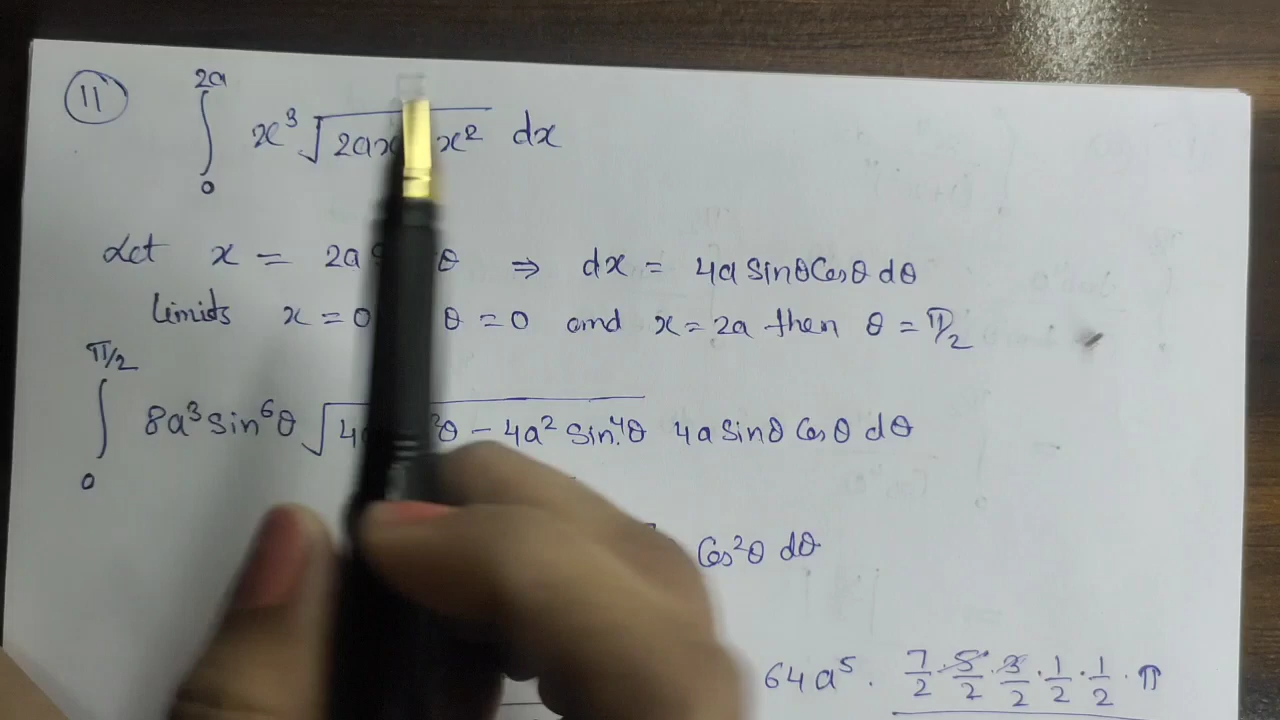 11
∫₀²ᵃ x³ √(2ax x²) dx
Let x = 2a θ ⇒ dx = 4a Sinθ Cosθ dθ
limits x = 0 θ = 0 and x = 2a then θ = π/2
∫₀^(π/2) 8a³ sin⁶θ √(4 ²θ − 4a² sin⁴θ) 4a Sinθ Cosθ dθ
Cos²θ dθ
64a⁵ · 7/2 · 5/2 · 3/2 · 1/2 · 1/2 · π